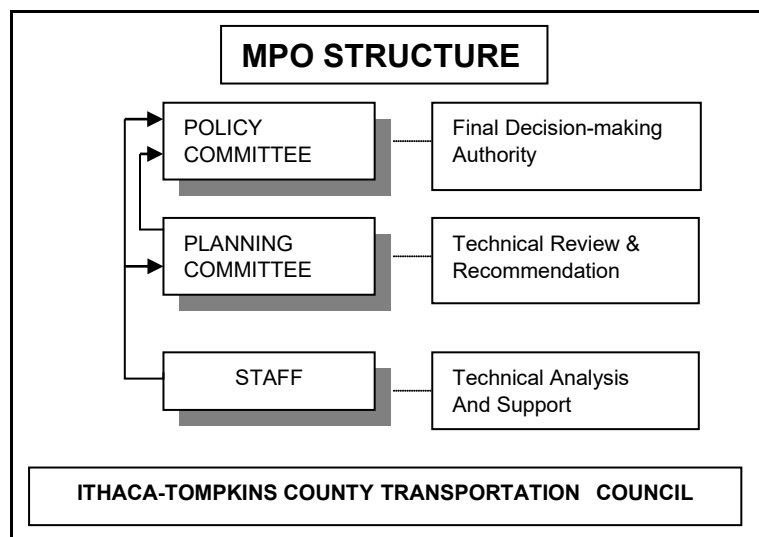 MPO STRUCTURE
POLICY
COMMITTEE
Final Decision-making
Authority
PLANNING
COMMITTEE
Technical Review &
Recommendation
STAFF
Technical Analysis
And Support
ITHACA-TOMPKINS COUNTY TRANSPORTATION COUNCIL